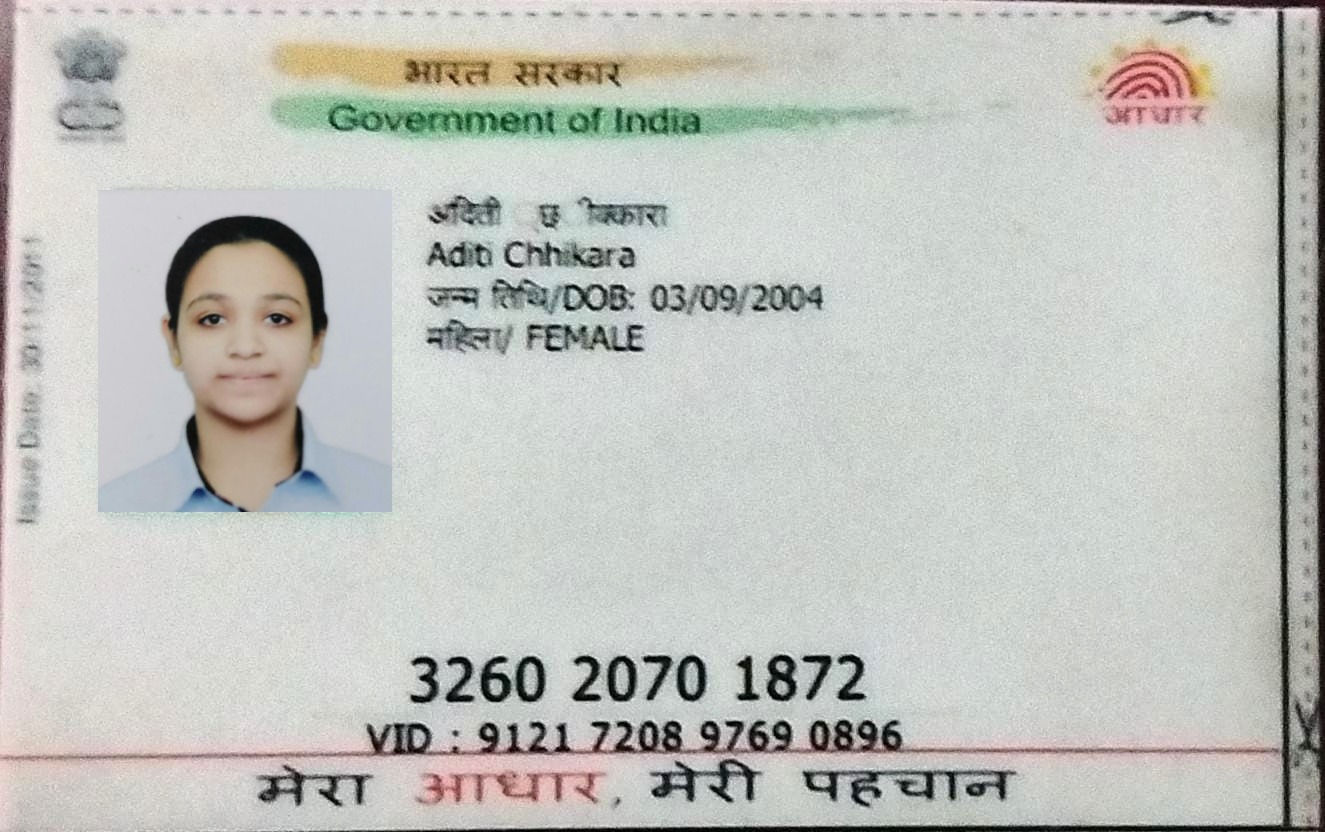 भारत सरकार
Government of India
आधार
अदिती छ ीक्कारा
Aditi Chhikara
जन्म तिथि/DOB: 03/09/2004
महिला/ FEMALE
Issue Date: 30/11/2011
3260 2070 1872
VID : 9121 7208 9769 0896
मेरा आधार, मेरी पहचान